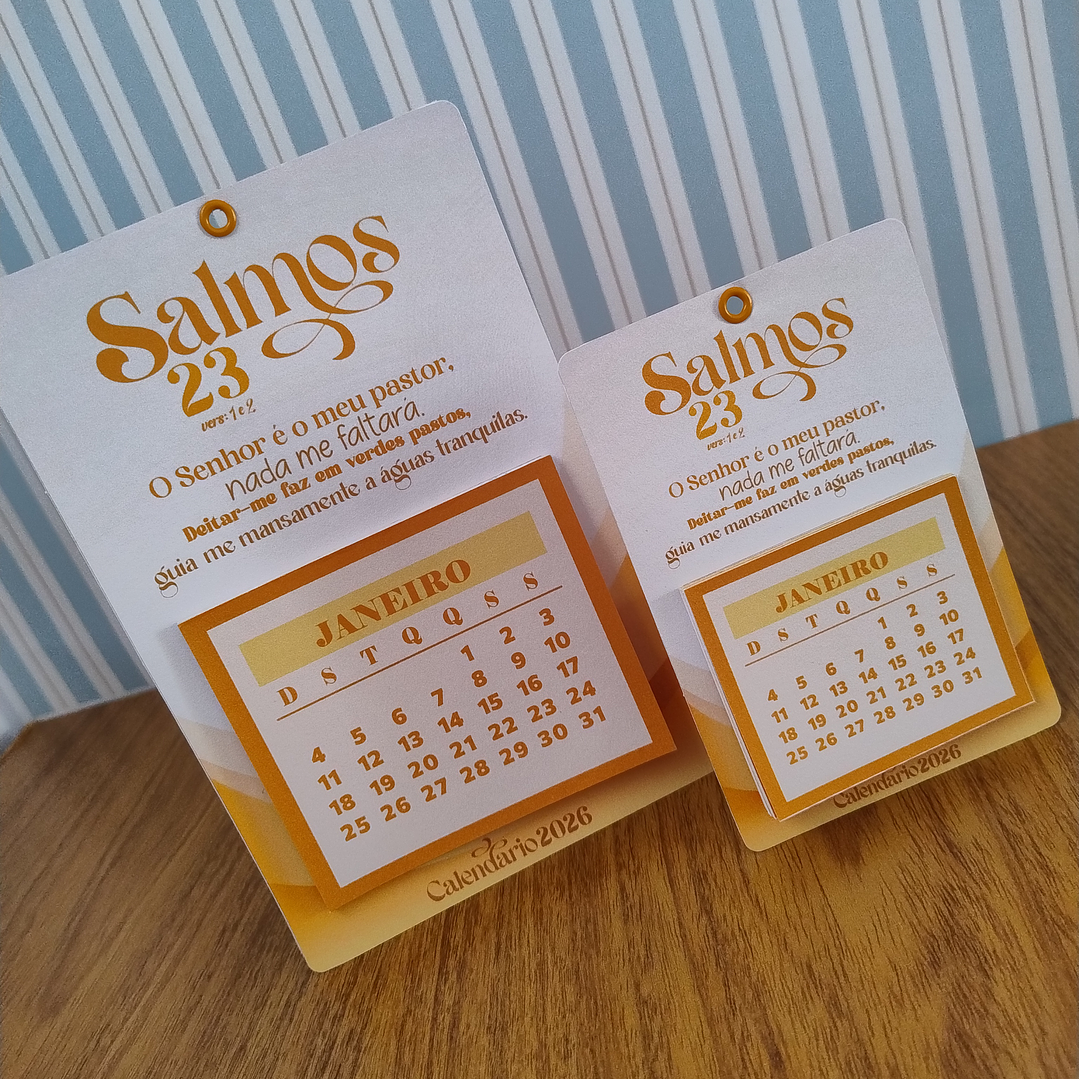 Salmos
23
vers: 1 e 2
O Senhor é o meu pastor,
nada me faltará.
Deitar-me faz em verdes pastos,
guia me mansamente a águas tranquilas.
JANEIRO
D S T Q Q S S
1 2 3
4 5 6 7 8 9 10
11 12 13 14 15 16 17
18 19 20 21 22 23 24
25 26 27 28 29 30 31
Calendário 2026
Salmos
23
vers: 1 e 2
O Senhor é o meu pastor,
nada me faltará.
Deitar-me faz em verdes pastos,
guia me mansamente a águas tranquilas.
JANEIRO
D S T Q Q S S
1 2 3
4 5 6 7 8 9 10
11 12 13 14 15 16 17
18 19 20 21 22 23 24
25 26 27 28 29 30 31
Calendário 2026